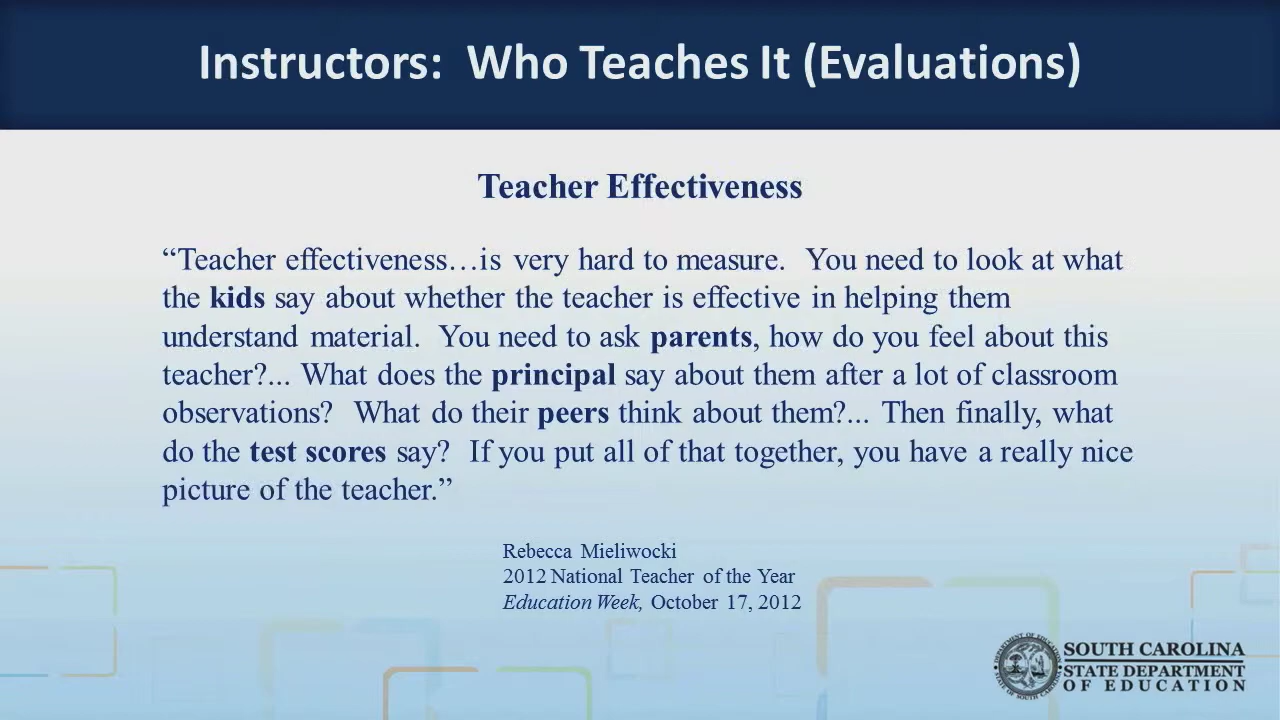 Instructors:  Who Teaches It (Evaluations)
Teacher Effectiveness
“Teacher effectiveness…is very hard to measure.  You need to look at what
the kids say about whether the teacher is effective in helping them
understand material.  You need to ask parents, how do you feel about this
teacher?... What does the principal say about them after a lot of classroom
observations?  What do their peers think about them?... Then finally, what
do the test scores say?  If you put all of that together, you have a really nice
picture of the teacher.”
Rebecca Mieliwocki
2012 National Teacher of the Year
Education Week, October 17, 2012
SOUTH CAROLINA
STATE DEPARTMENT
OF EDUCATION